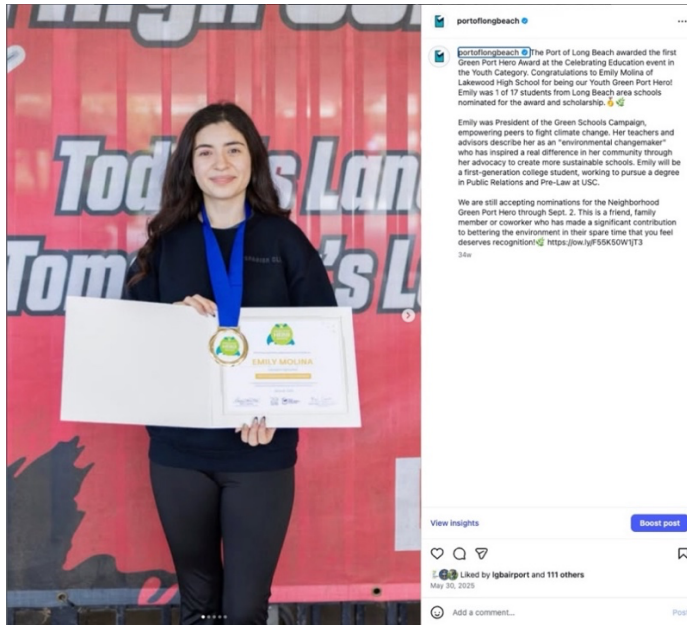 High Sc
Today's Lan
Tomo 's L
EMILY MOLINA
portoflongbeach
portoflongbeach The Port of Long Beach awarded the first
Green Port Hero Award at the Celebrating Education event in
the Youth Category. Congratulations to Emily Molina of
Lakewood High School for being our Youth Green Port Hero!
Emily was 1 of 17 students from Long Beach area schools
nominated for the award and scholarship.🏅🌿
Emily was President of the Green Schools Campaign,
empowering peers to fight climate change. Her teachers and
advisors describe her as an "environmental changemaker"
who has inspired a real difference in her community through
her advocacy to create more sustainable schools. Emily will be
a first-generation college student, working to pursue a degree
in Public Relations and Pre-Law at USC.
We are still accepting nominations for the Neighborhood
Green Port Hero through Sept. 2. This is a friend, family
member or coworker who has made a significant contribution
to bettering the environment in their spare time that you feel
deserves recognition!🌿 https://ow.ly/F55K50W1jT3
34w
View insights
Boost post
Liked by lgbairport and 111 others
May 30, 2025
Add a comment...
Pos